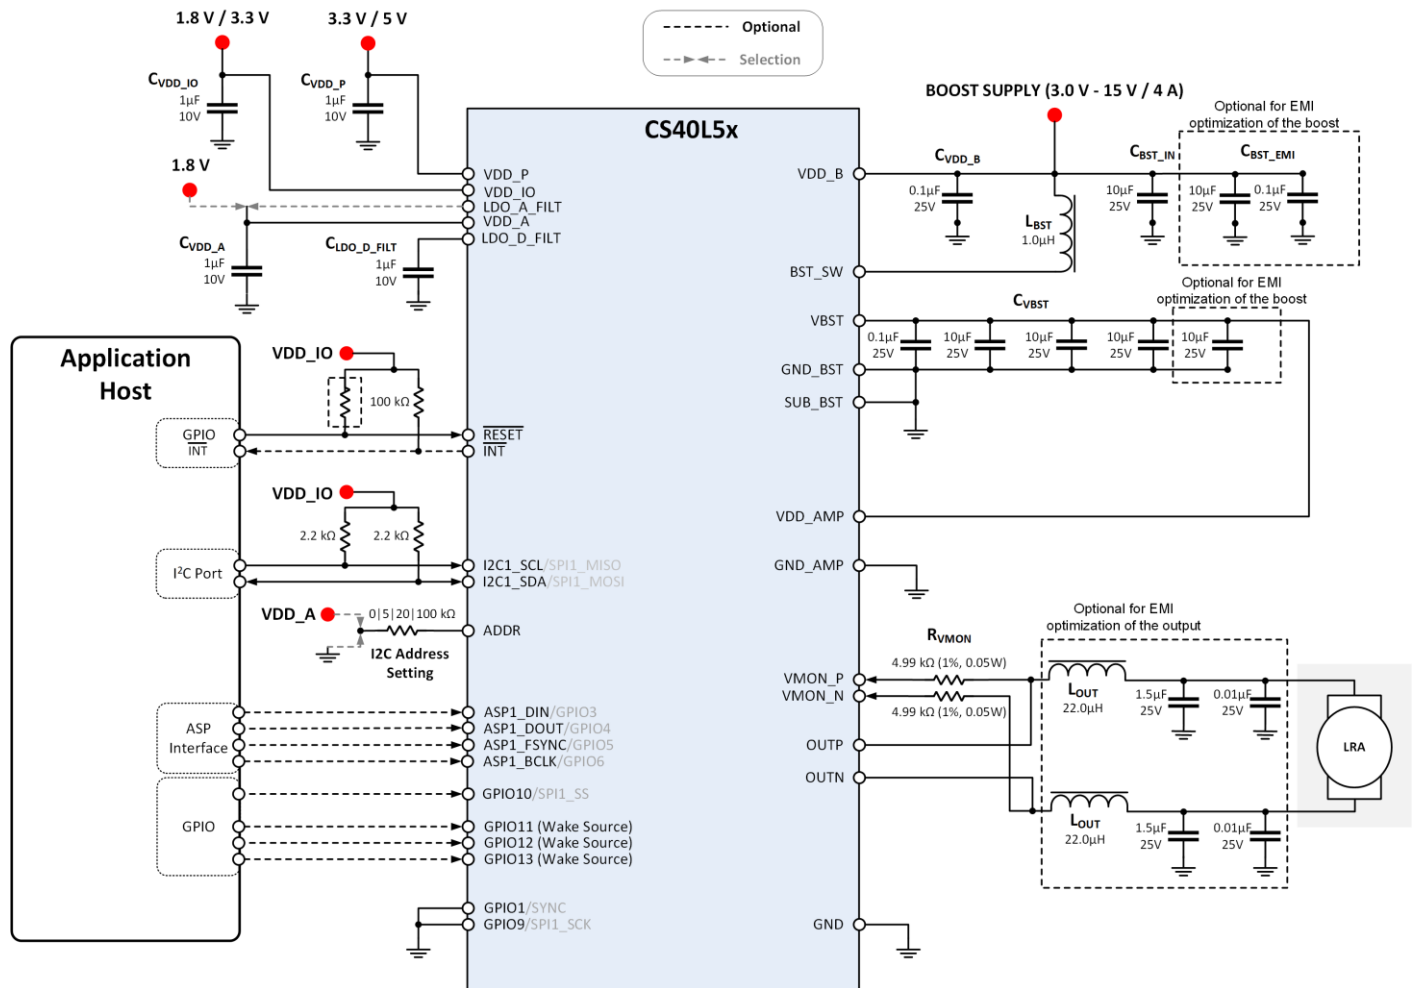 1.8 V / 3.3 V
3.3 V / 5 V
Optional
Selection
CVDD_IO
1µF
10V
CVDD_P
1µF
10V
1.8 V
CVDD_A
1µF
10V
CLDO_D_FILT
1µF
10V
CS40L5x
VDD_P
VDD_IO
LDO_A_FILT
VDD_A
LDO_D_FILT
BOOST SUPPLY (3.0 V - 15 V / 4 A)
Optional for EMI
optimization of the boost
VDD_B
CVDD_B
0.1µF
25V
LBST
1.0µH
CBST_IN
10µF
25V
CBST_EMI
10µF
25V
0.1µF
25V
BST_SW
Optional for EMI
optimization of the boost
VBST
CVBST
0.1µF
25V
10µF
25V
10µF
25V
10µF
25V
10µF
25V
GND_BST
SUB_BST
Application
Host
VDD_IO
100 kΩ
GPIO
INT
RESET
INT
VDD_IO
2.2 kΩ
2.2 kΩ
I2C Port
I2C1_SCL/SPI1_MISO
I2C1_SDA/SPI1_MOSI
VDD_A
0|5|20|100 kΩ
ADDR
I2C Address
Setting
VDD_AMP
GND_AMP
Optional for EMI
optimization of the output
RVMON
4.99 kΩ (1%, 0.05W)
4.99 kΩ (1%, 0.05W)
VMON_P
VMON_N
LOUT
22.0µH
1.5µF
25V
0.01µF
25V
OUTP
OUTN
LRA
LOUT
22.0µH
1.5µF
25V
0.01µF
25V
ASP
Interface
ASP1_DIN/GPIO3
ASP1_DOUT/GPIO4
ASP1_FSYNC/GPIO5
ASP1_BCLK/GPIO6
GPIO
GPIO10/SPI1_SS
GPIO11 (Wake Source)
GPIO12 (Wake Source)
GPIO13 (Wake Source)
GPIO1/SYNC
GPIO9/SPI1_SCK
GND